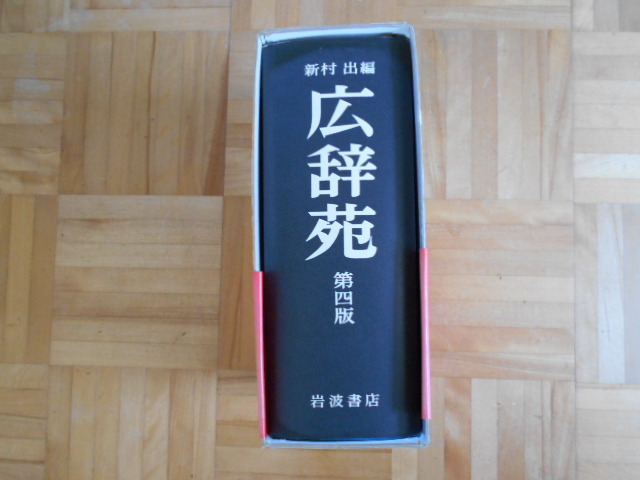 新村 出編
広辞苑
第四版
岩波書店